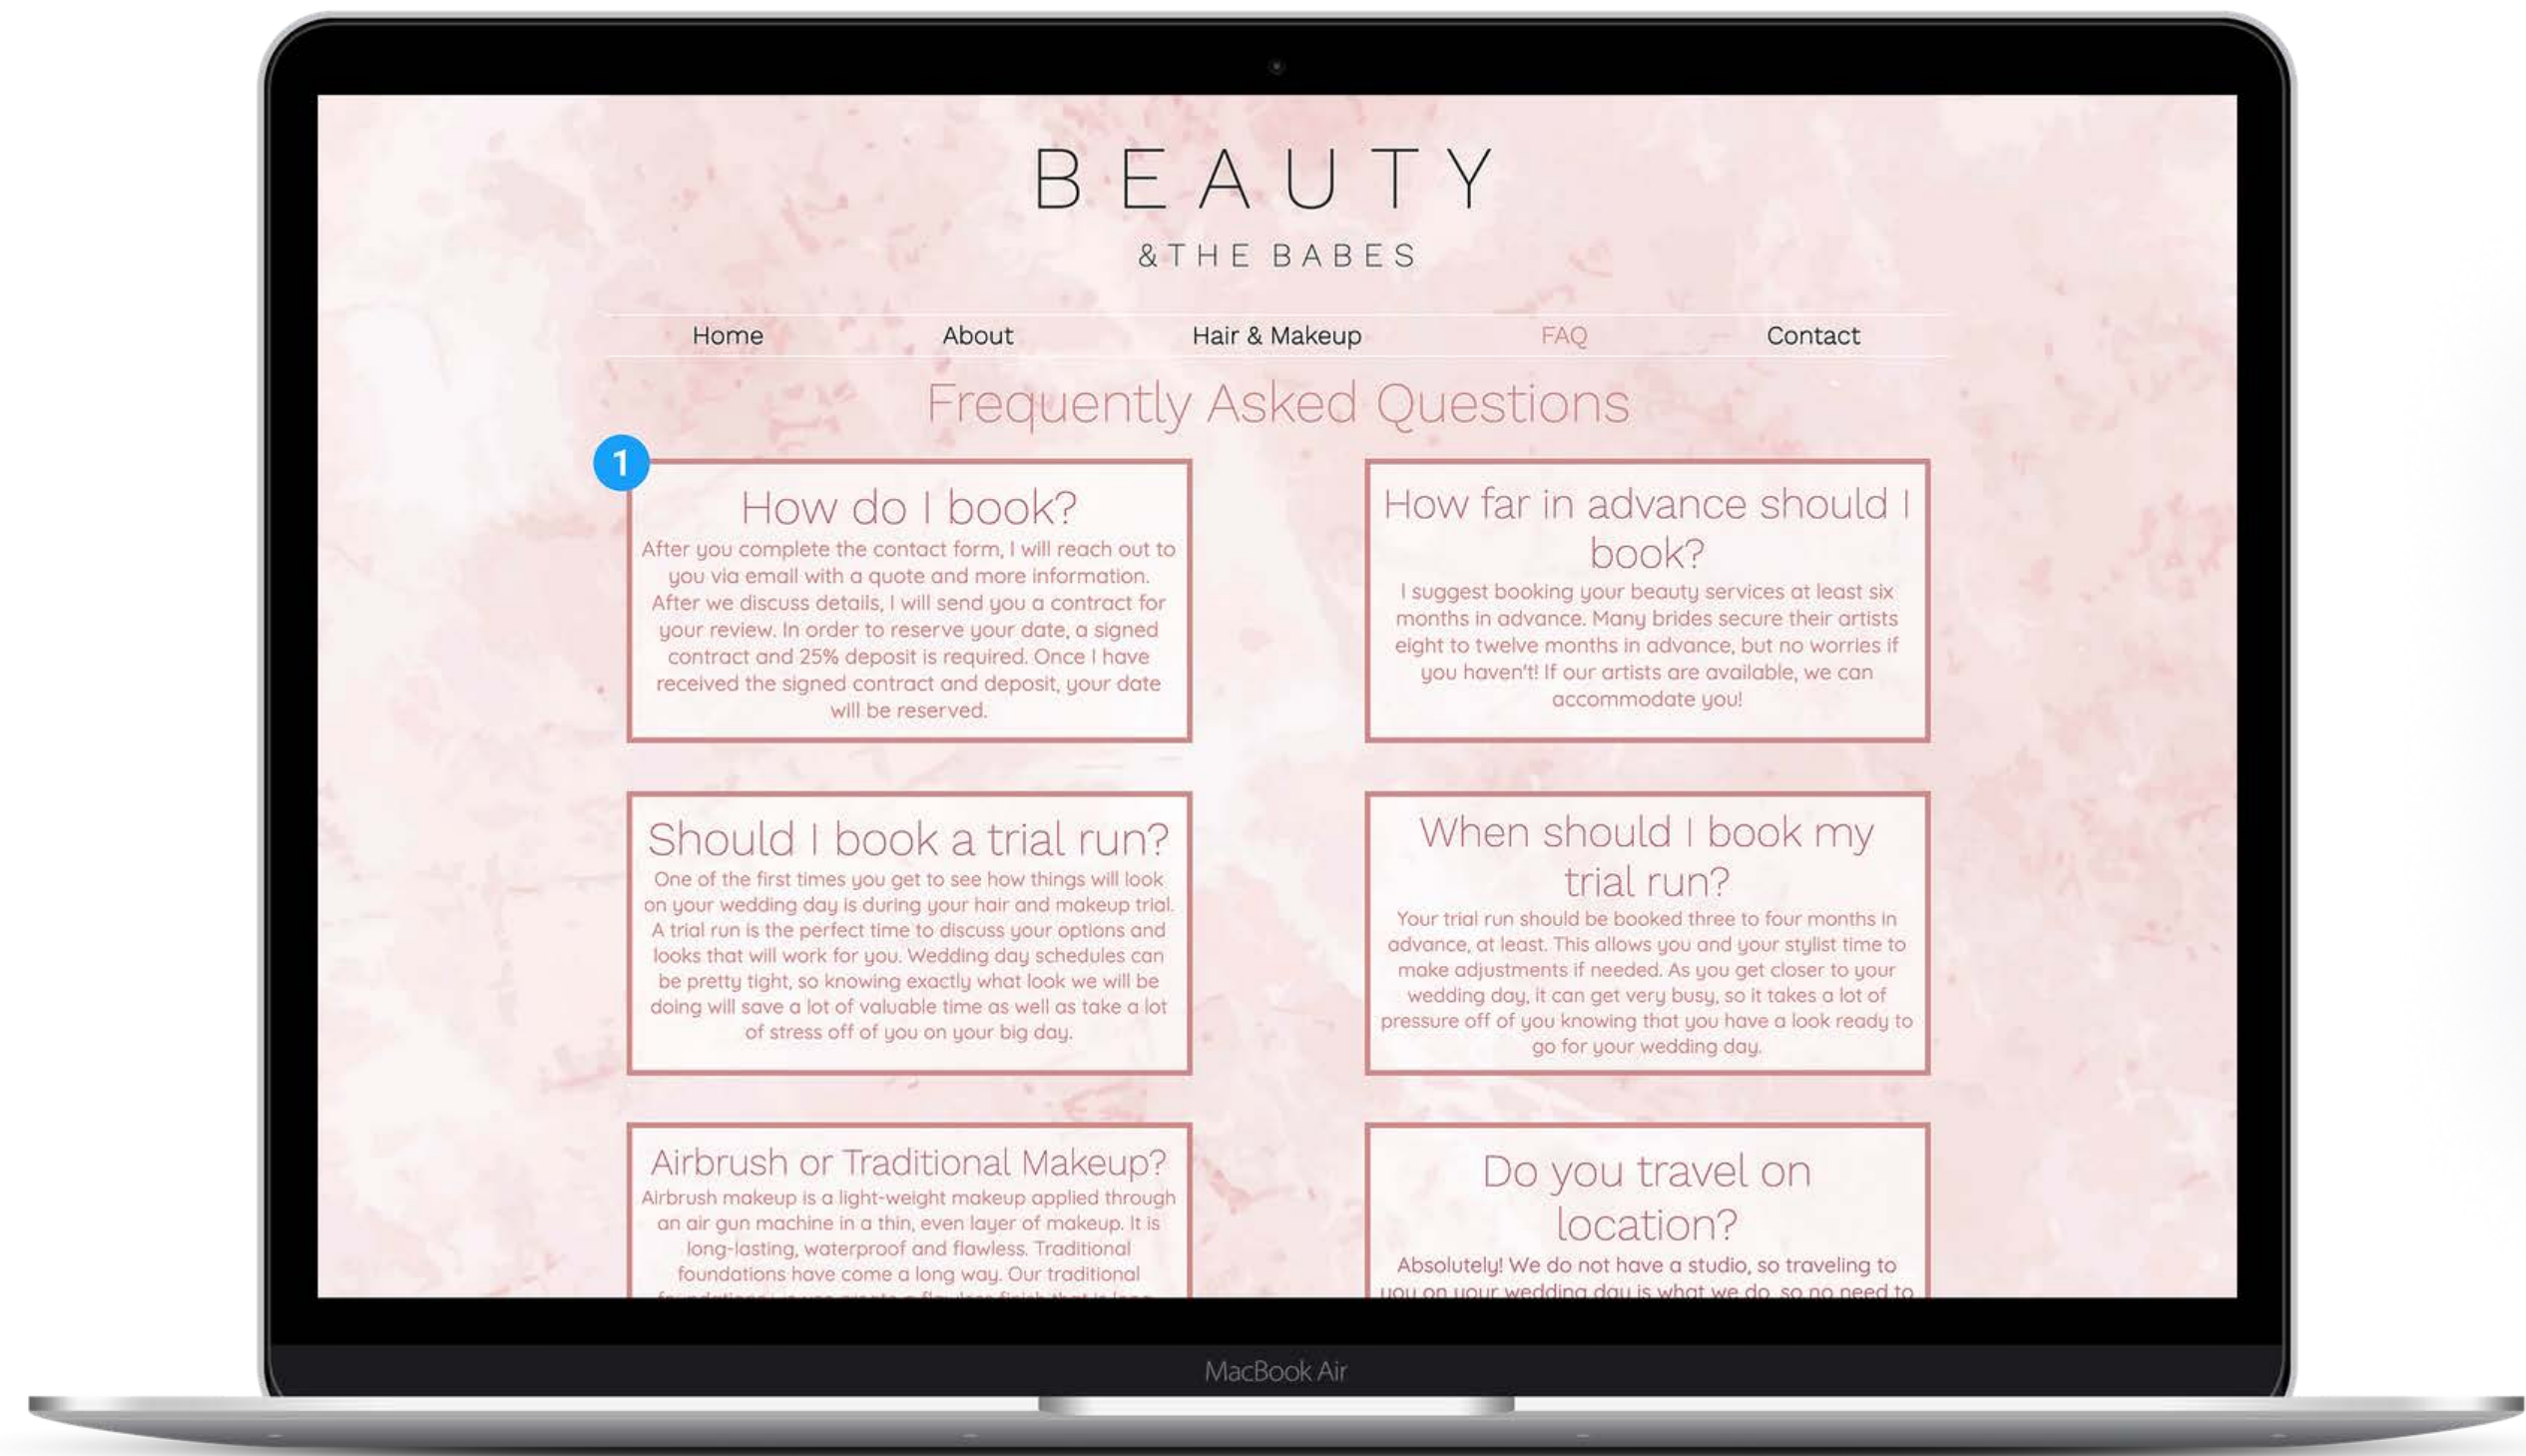 BEAUTY
&THE BABES
Home About Hair & Makeup FAQ Contact
Frequently Asked Questions
1
How do I book?
After you complete the contact form, I will reach out to
you via email with a quote and more information.
After we discuss details, I will send you a contract for
your review. In order to reserve your date, a signed
contract and 25% deposit is required. Once I have
received the signed contract and deposit, your date
will be reserved.
How far in advance should I
book?
I suggest booking your beauty services at least six
months in advance. Many brides secure their artists
eight to twelve months in advance, but no worries if
you haven't! If our artists are available, we can
accommodate you!
Should I book a trial run?
One of the first times you get to see how things will look
on your wedding day is during your hair and makeup trial.
A trial run is the perfect time to discuss your options and
looks that will work for you. Wedding day schedules can
be pretty tight, so knowing exactly what look we will be
doing will save a lot of valuable time as well as take a lot
of stress off of you on your big day.
When should I book my
trial run?
Your trial run should be booked three to four months in
advance, at least. This allows you and your stylist time to
make adjustments if needed. As you get closer to your
wedding day, it can get very busy, so it takes a lot of
pressure off of you knowing that you have a look ready to
go for your wedding day.
Airbrush or Traditional Makeup?
Airbrush makeup is a light-weight makeup applied through
an air gun machine in a thin, even layer of makeup. It is
long-lasting, waterproof and flawless. Traditional
foundations have come a long way. Our traditional
Do you travel on
location?
Absolutely! We do not have a studio, so traveling to
you on your wedding day is what we do, so no need to
MacBook Air